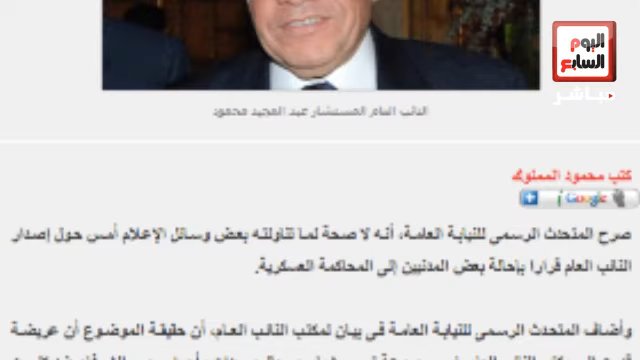 اليوم
السابع
مباشر
النائب العام المستشار عبد المجيد محمود
كتب محمود المملوك
Google
صرح المتحدث الرسمى للنيابة العامة، أنه لا صحة لما تناولته بعض وسائل الإعلام أمس حول إصدار
النائب العام قرارا بإحالة بعض المدنيين إلى المحاكمة العسكرية.
وأضاف المتحدث الرسمى للنيابة العامة فى بيان لمكتب النائب العام، أن حقيقة الموضوع أن عريضة